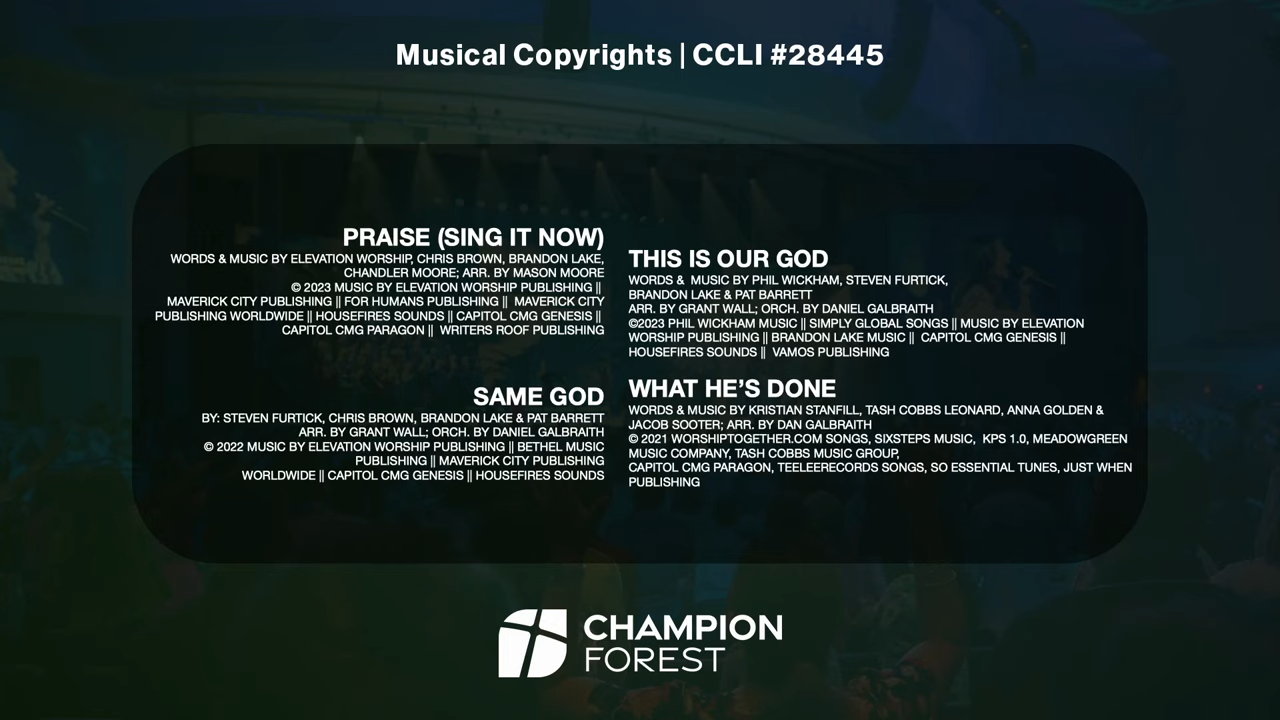 Musical Copyrights | CCLI #28445
PRAISE (SING IT NOW)
WORDS & MUSIC BY ELEVATION WORSHIP, CHRIS BROWN, BRANDON LAKE,
CHANDLER MOORE; ARR. BY MASON MOORE
© 2023 MUSIC BY ELEVATION WORSHIP PUBLISHING ||
MAVERICK CITY PUBLISHING || FOR HUMANS PUBLISHING || MAVERICK CITY
PUBLISHING WORLDWIDE || HOUSEFIRES SOUNDS || CAPITOL CMG GENESIS ||
CAPITOL CMG PARAGON || WRITERS ROOF PUBLISHING
SAME GOD
BY: STEVEN FURTICK, CHRIS BROWN, BRANDON LAKE & PAT BARRETT
ARR. BY GRANT WALL; ORCH. BY DANIEL GALBRAITH
© 2022 MUSIC BY ELEVATION WORSHIP PUBLISHING || BETHEL MUSIC
PUBLISHING || MAVERICK CITY PUBLISHING
WORLDWIDE || CAPITOL CMG GENESIS || HOUSEFIRES SOUNDS
THIS IS OUR GOD
WORDS & MUSIC BY PHIL WICKHAM, STEVEN FURTICK,
BRANDON LAKE & PAT BARRETT
ARR. BY GRANT WALL; ORCH. BY DANIEL GALBRAITH
©2023 PHIL WICKHAM MUSIC || SIMPLY GLOBAL SONGS || MUSIC BY ELEVATION
WORSHIP PUBLISHING || BRANDON LAKE MUSIC || CAPITOL CMG GENESIS ||
HOUSEFIRES SOUNDS || VAMOS PUBLISHING
WHAT HE’S DONE
WORDS & MUSIC BY KRISTIAN STANFILL, TASH COBBS LEONARD, ANNA GOLDEN &
JACOB SOOTER; ARR. BY DAN GALBRAITH
© 2021 WORSHIPTOGETHER.COM SONGS, SIXSTEPS MUSIC, KPS 1.0, MEADOWGREEN
MUSIC COMPANY, TASH COBBS MUSIC GROUP,
CAPITOL CMG PARAGON, TEELEERECORDS SONGS, SO ESSENTIAL TUNES, JUST WHEN
PUBLISHING
CHAMPION
FOREST